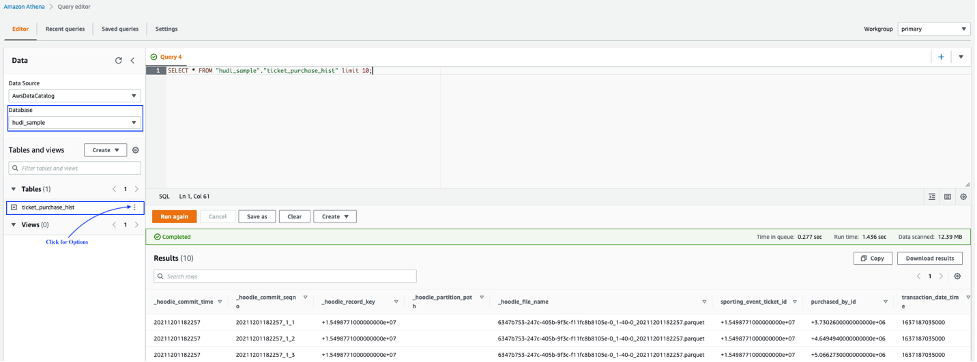 Amazon Athena > Query editor
Editor Recent queries Saved queries Settings Workgroup primary
Data
Query 4
1 SELECT * FROM "hudi_sample"."ticket_purchase_hist" limit 10;
Data Source
AwsDataCatalog
Database
hudi_sample
Tables and views Create
Filter tables and views
Tables (1) < 1 >
ticket_purchase_hist
Views (0) < 1 >
Click for Options
SQL Ln 1, Col 61
Run again Cancel Save as Clear Create
Completed Time in queue: 0.277 sec Run time: 1.436 sec Data scanned: 12.39 MB
Results (10) Copy Download results
Search rows < 1 >
_hoodie_commit_time _hoodie_commit_seqno _hoodie_record_key _hoodie_partition_path _hoodie_file_name sporting_event_ticket_id purchased_by_id transaction_date_time
20211201182257 20211201182257_1_1 +1.5498771000000000e+07 6347b753-247c-405b-9f3c-f11fc8b8105e-0_1-40-0_20211201182257.parquet +1.5498771000000000e+07 +3.7302600000000000e+06 1637187035000
20211201182257 20211201182257_1_2 +1.5498771000000000e+07 6347b753-247c-405b-9f3c-f11fc8b8105e-0_1-40-0_20211201182257.parquet +1.5498771000000000e+07 +4.6494940000000000e+06 1637187035000
20211201182257 20211201182257_1_3 +1.5498771000000000e+07 6347b753-247c-405b-9f3c-f11fc8b8105e-0_1-40-0_20211201182257.parquet +1.5498771000000000e+07 +5.0662730000000000e+06 1637187035000